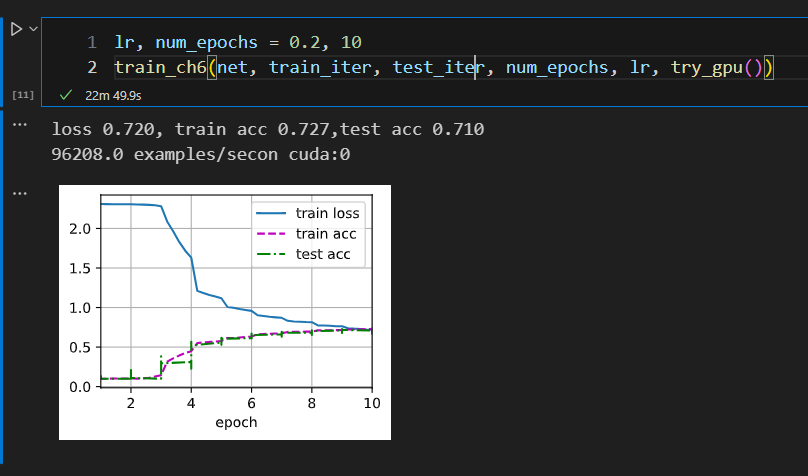 1 lr, num_epochs = 0.2, 10
2 train_ch6(net, train_iter, test_iter, num_epochs, lr, try_gpu())
[11] 22m 49.9s
loss 0.720, train acc 0.727,test acc 0.710
96208.0 examples/secon cuda:0
train loss
train acc
test acc
2.0
1.5
1.0
0.5
0.0
2 4 6 8 10
epoch